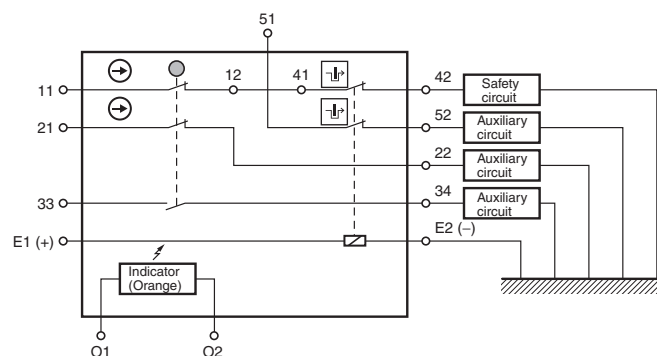 51
11
12
41
42
Safety
circuit
21
52
Auxiliary
circuit
22
Auxiliary
circuit
33
34
Auxiliary
circuit
E1 (+)
E2 (−)
Indicator
(Orange)
O1
O2